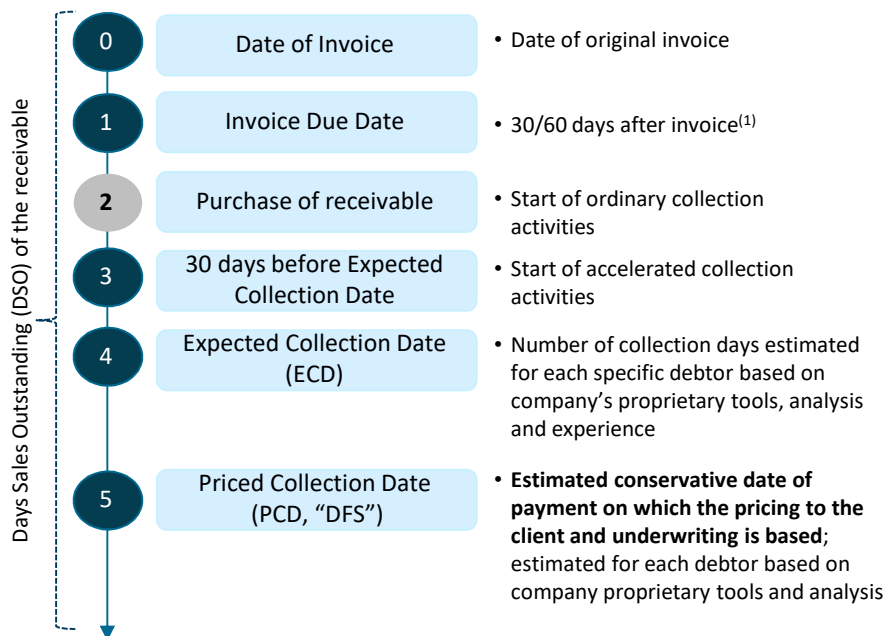 Days Sales Outstanding (DSO) of the receivable
0
Date of Invoice
• Date of original invoice
1
Invoice Due Date
• 30/60 days after invoice(1)
2
Purchase of receivable
• Start of ordinary collection
activities
3
30 days before Expected
Collection Date
• Start of accelerated collection
activities
4
Expected Collection Date
(ECD)
• Number of collection days estimated
for each specific debtor based on
company’s proprietary tools, analysis
and experience
5
Priced Collection Date
(PCD, “DFS”)
• Estimated conservative date of
payment on which the pricing to the
client and underwriting is based;
estimated for each debtor based on
company proprietary tools and analysis